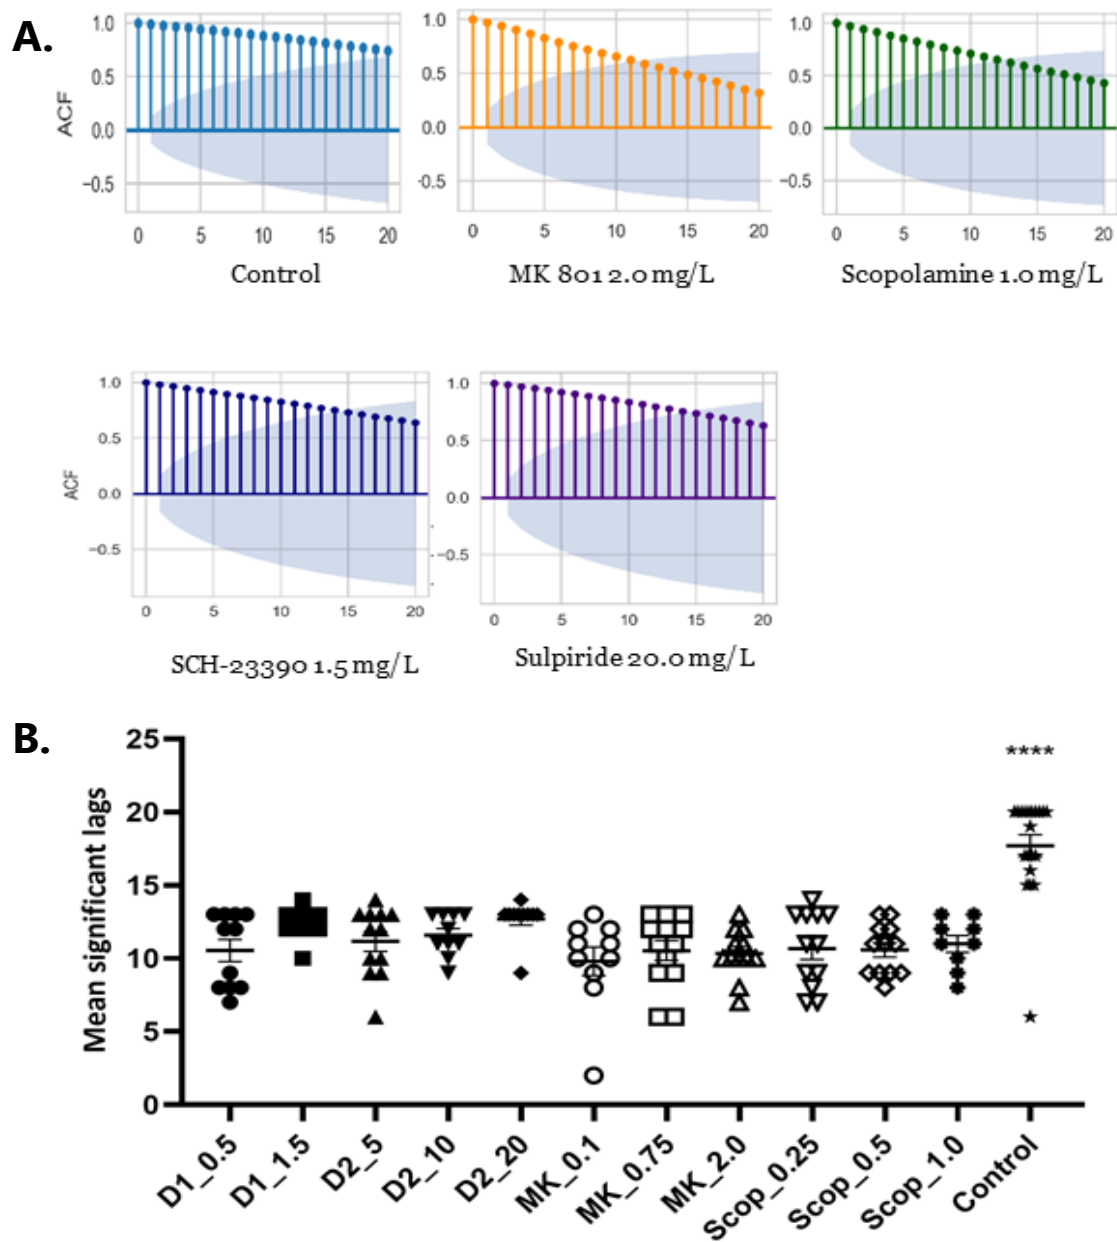 A.
1.0
0.5
0.0
−0.5
ACF
0 5 10 15 20
Control
1.0
0.5
0.0
-0.5
0 5 10 15 20
MK 801 2.0 mg/L
1.0
0.5
0.0
−0.5
0 5 10 15 20
Scopolamine 1.0 mg/L
1.0
0.5
0.0
−0.5
ACF
0 5 10 15 20
SCH-23390 1.5 mg/L
1.0
0.5
0.0
−0.5
0 5 10 15 20
Sulpiride 20.0 mg/L
B.
Mean significant lags
25
20
15
10
5
0
****
D1_0.5
D1_1.5
D2_5
D2_10
D2_20
MK_0.1
MK_0.75
MK_2.0
Scop_0.25
Scop_0.5
Scop_1.0
Control